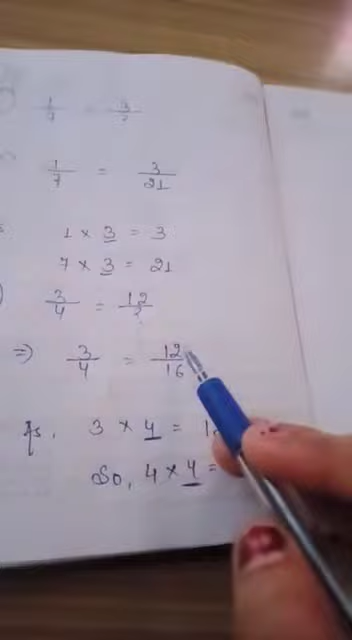 1/7 = 3/21
1 × 3 = 3
7 × 3 = 21
) 3/4 = 12/?
=> 3/4 = 12/16
As, 3 × 4 =
So, 4 × 4 =